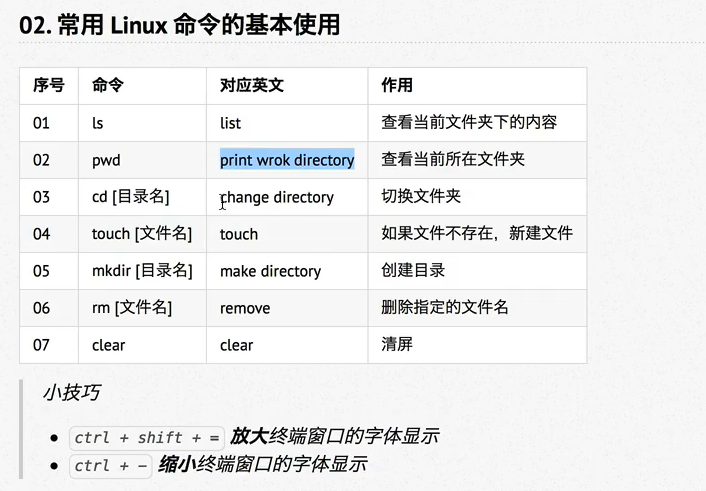 02. 常用 Linux 命令的基本使用
序号 命令 对应英文 作用
01 ls list 查看当前文件夹下的内容
02 pwd print wrok directory 查看当前所在文件夹
03 cd [目录名] change directory 切换文件夹
04 touch [文件名] touch 如果文件不存在，新建文件
05 mkdir [目录名] make directory 创建目录
06 rm [文件名] remove 删除指定的文件名
07 clear clear 清屏
小技巧
• ctrl + shift + = 放大终端窗口的字体显示
• ctrl + - 缩小终端窗口的字体显示